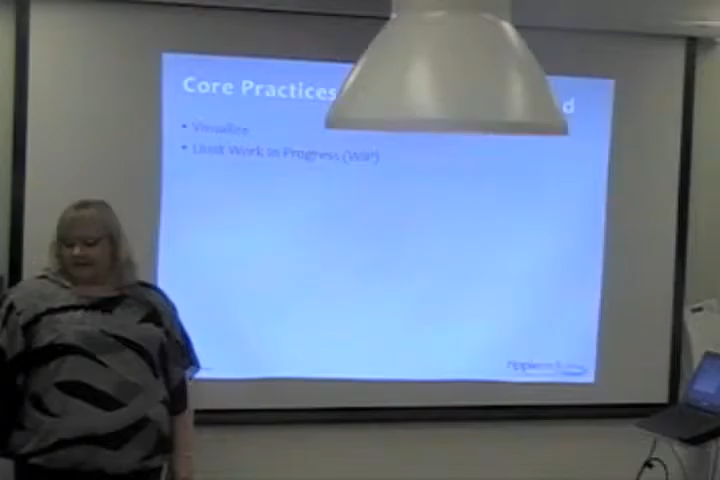 Core Practices d
• Visualize
• Limit Work in Progress (WIP)